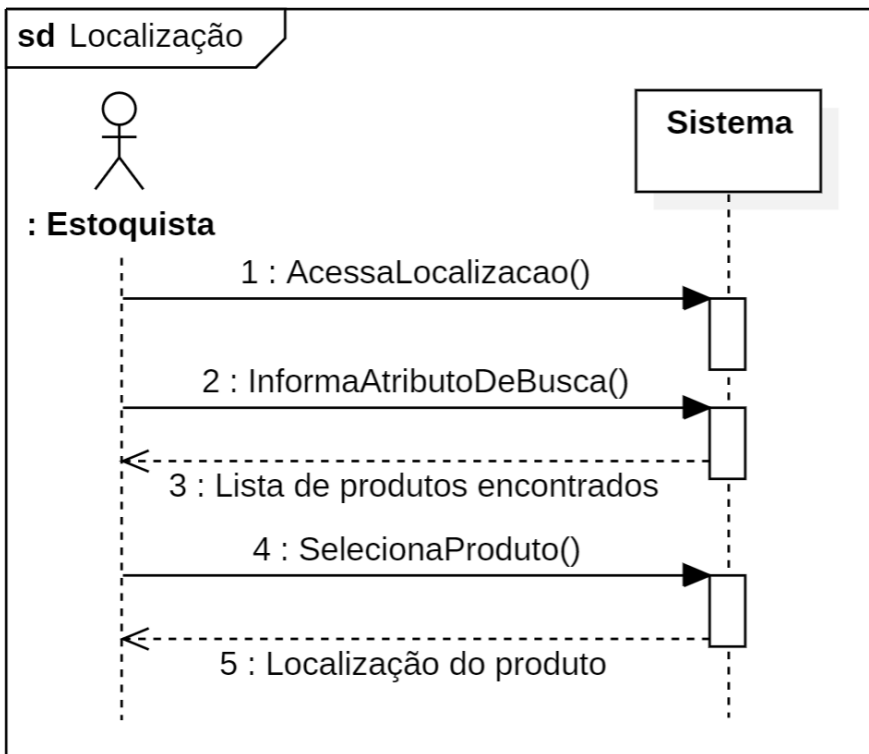 sd Localização
Sistema
: Estoquista
1 : AcessaLocalizacao()
2 : InformaAtributoDeBusca()
3 : Lista de produtos encontrados
4 : SelecionaProduto()
5 : Localização do produto